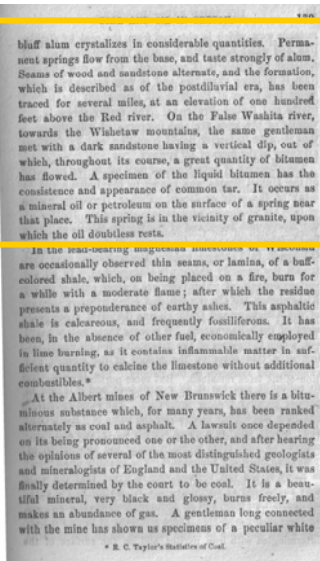 bluff alum crystalizes in considerable quantities. Perma-
nent springs flow from the base, and taste strongly of alum.
Seams of wood and sandstone alternate, and the formation,
which is described as of the postdiluvial era, has been
traced for several miles, at an elevation of one hundred
feet above the Red river. On the False Washita river,
towards the Wishetaw mountains, the same gentleman
met with a dark sandstone having a vertical dip, out of
which, throughout its course, a great quantity of bitumen
has flowed. A specimen of the liquid bitumen has the
consistence and appearance of common tar. It occurs as
a mineral oil or petroleum on the surface of a spring near
that place. This spring is in the vicinity of granite, upon
which the oil doubtless rests.
In the lead-bearing magnesian limestones of Wisconsin
are occasionally observed thin seams, or lamina, of a buff-
colored shale, which, on being placed on a fire, burn for
a while with a moderate flame; after which the residue
presents a preponderance of earthy ashes. This asphaltic
shale is calcareous, and frequently fossiliferous. It has
been, in the absence of other fuel, economically employed
in lime burning, as it contains inflammable matter in suf-
ficient quantity to calcine the limestone without additional
combustibles.*
At the Albert mines of New Brunswick there is a bitu-
minous substance which, for many years, has been ranked
alternately as coal and asphalt. A lawsuit once depended
on its being pronounced one or the other, and after hearing
the opinions of several of the most distinguished geologists
and mineralogists of England and the United States, it was
finally determined by the court to be coal. It is a beau-
tiful mineral, very black and glossy, burns freely, and
makes an abundance of gas. A gentleman long connected
with the mine has shown us specimens of a peculiar white
* R. C. Taylor's Statistics of Coal.